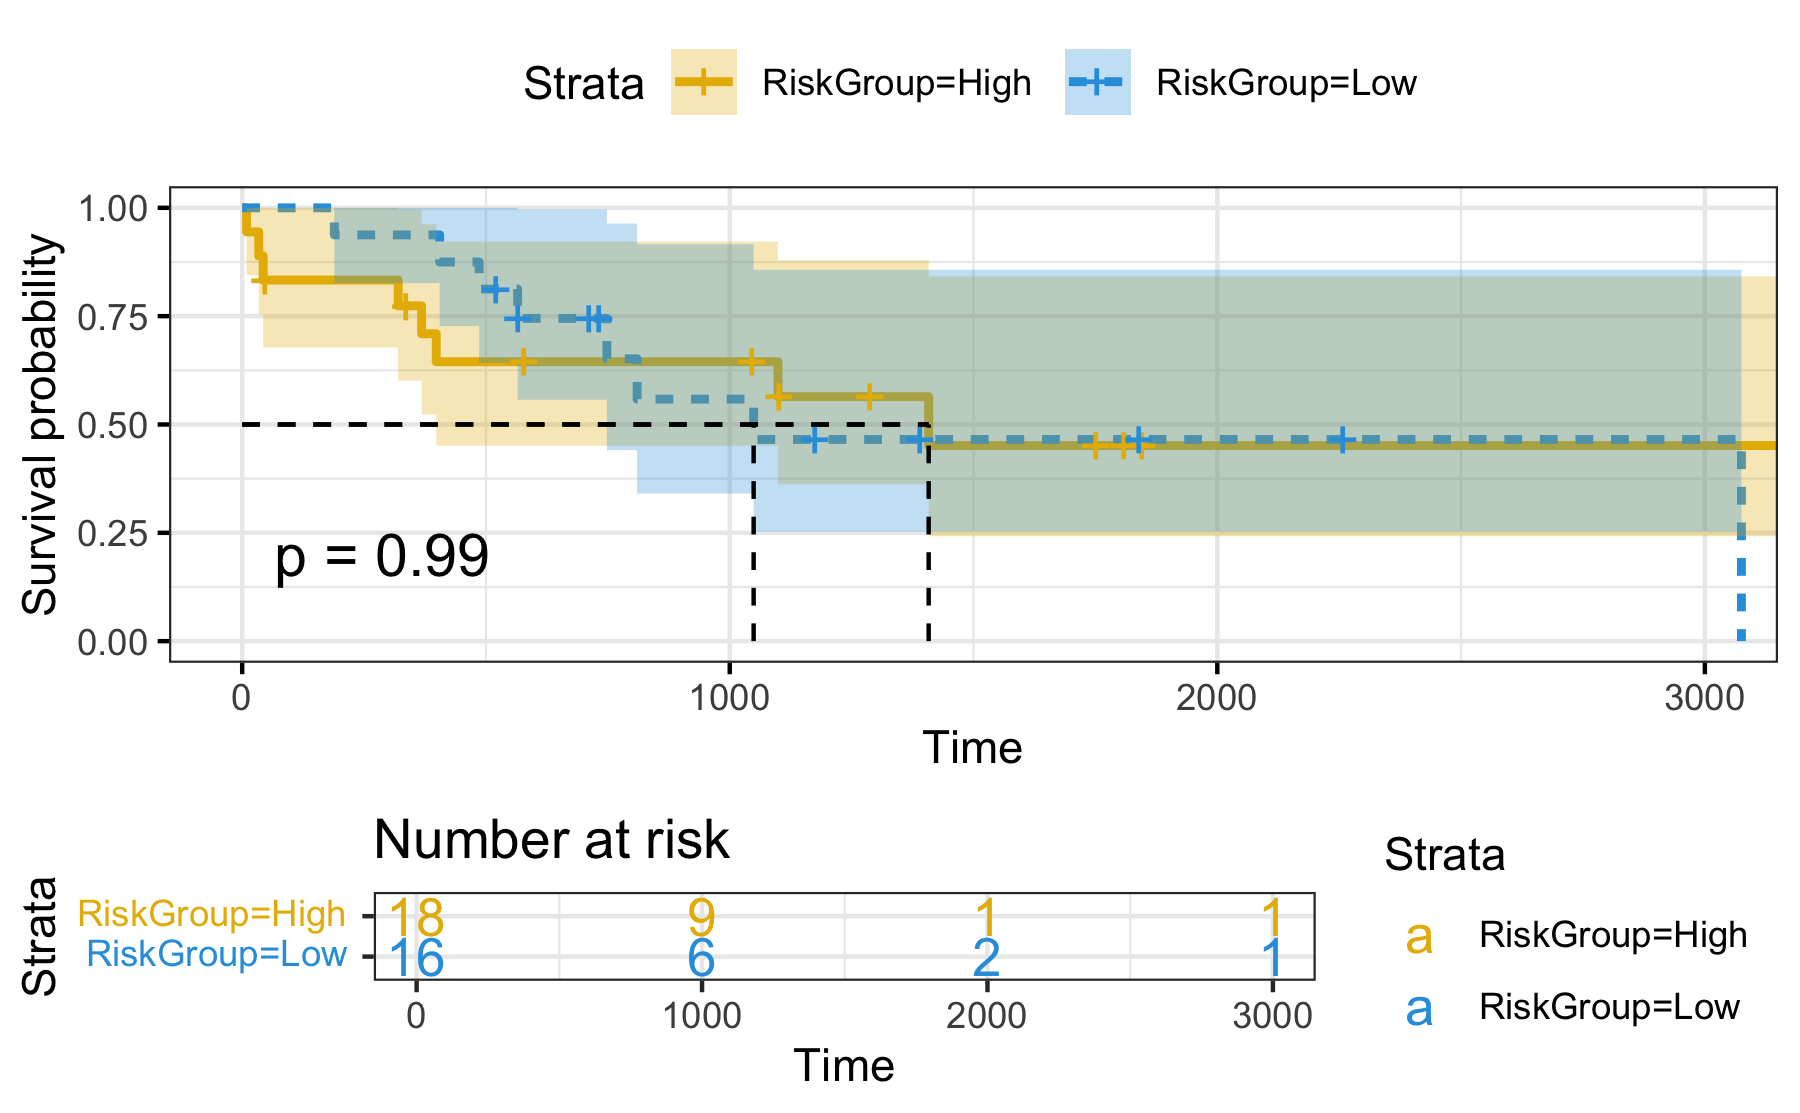 Strata RiskGroup=High RiskGroup=Low
Survival probability
1.00
0.75
0.50
0.25
0.00
p = 0.99
0 1000 2000 3000
Time
Number at risk
Strata
RiskGroup=High 18 9 1 1
RiskGroup=Low 16 6 2 1
0 1000 2000 3000
Time
Strata
a RiskGroup=High
a RiskGroup=Low